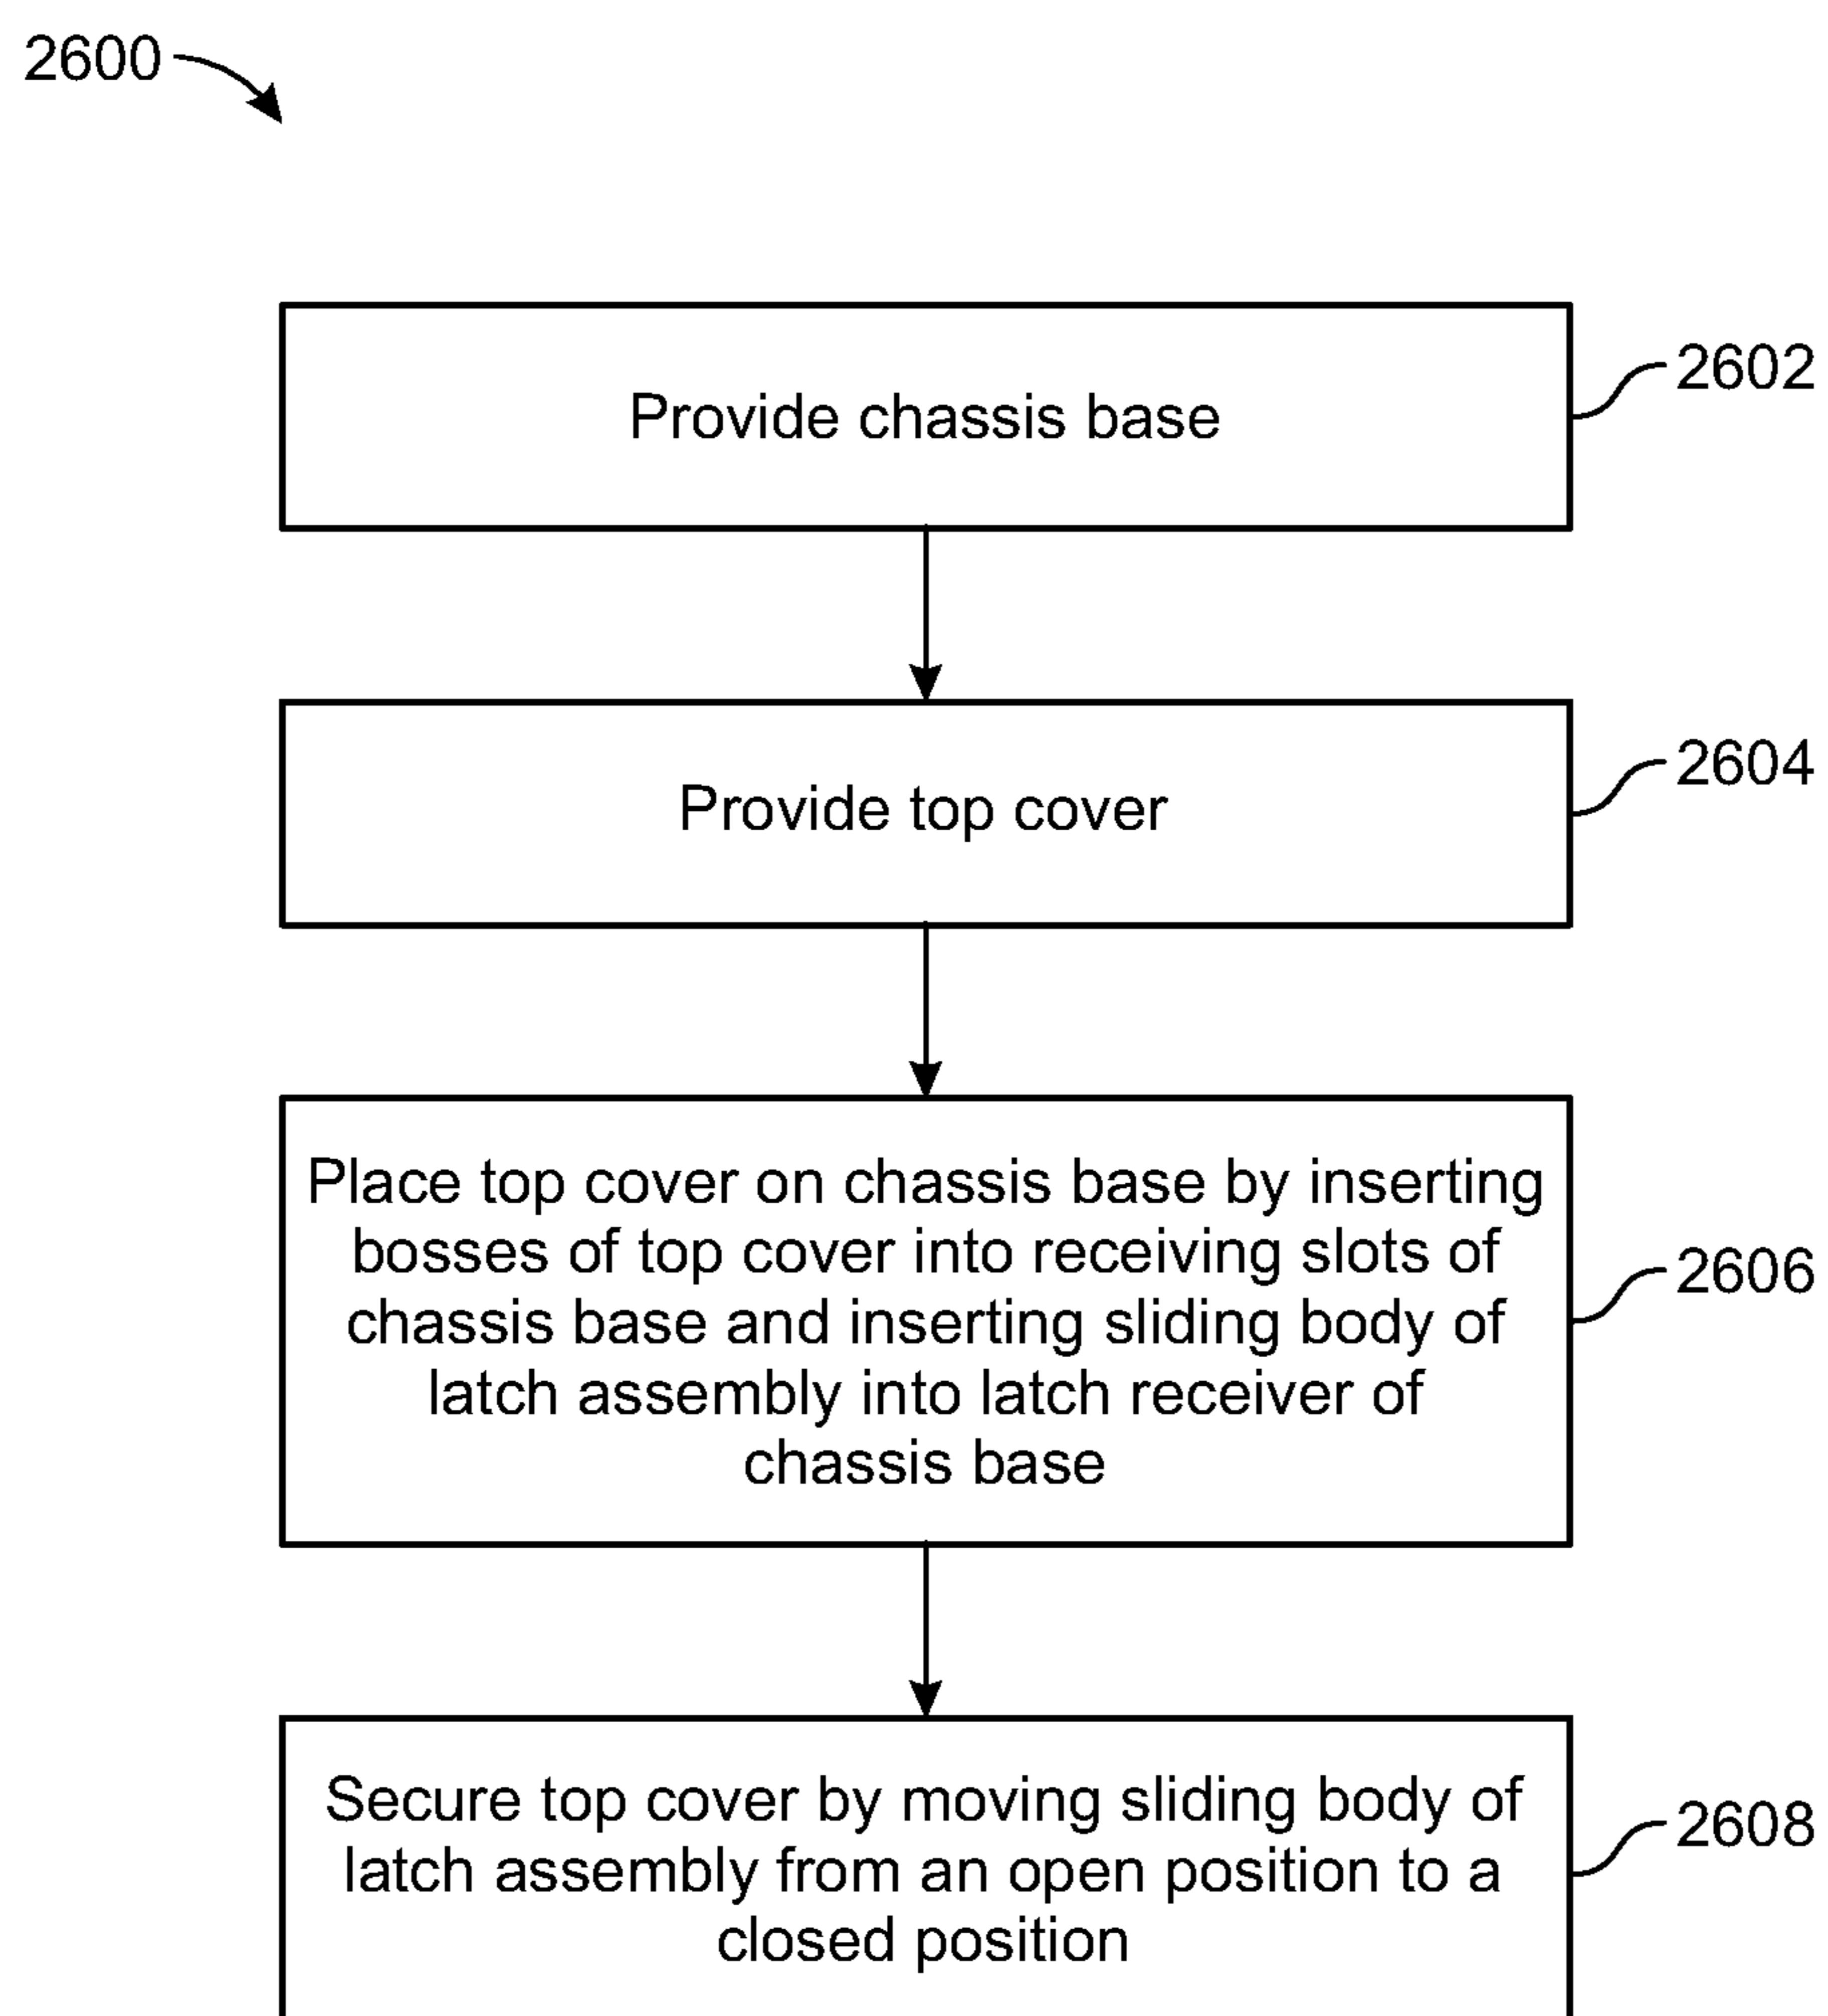 2600
Provide chassis base
2602
Provide top cover
2604
Place top cover on chassis base by inserting
bosses of top cover into receiving slots of
chassis base and inserting sliding body of
latch assembly into latch receiver of
chassis base
2606
Secure top cover by moving sliding body of
latch assembly from an open position to a
closed position
2608